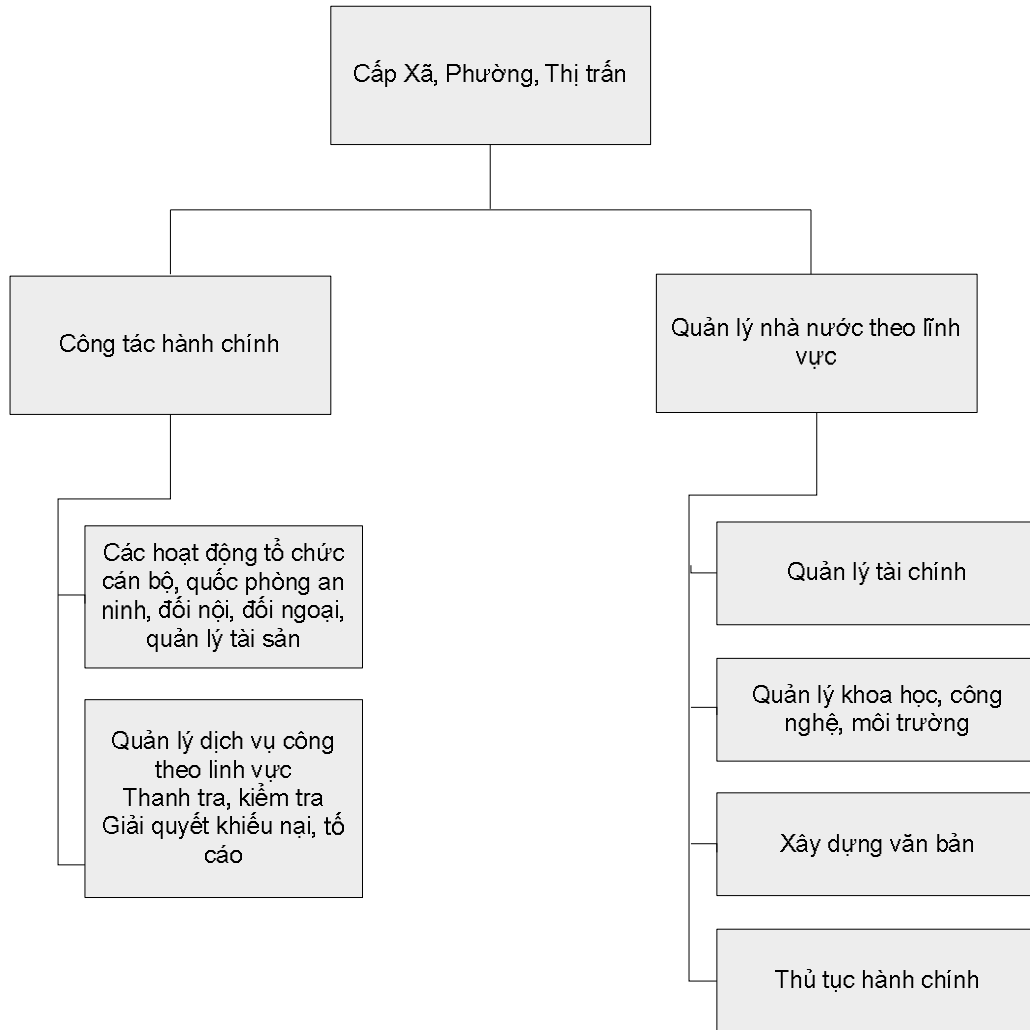 Cấp Xã, Phường, Thị trấn
Công tác hành chính
Quản lý nhà nước theo lĩnh
vực
Các hoạt động tổ chức
cán bộ, quốc phòng an
ninh, đối nội, đối ngoại,
quản lý tài sản
Quản lý dịch vụ công
theo linh vực
Thanh tra, kiểm tra
Giải quyết khiếu nại, tố
cáo
Quản lý tài chính
Quản lý khoa học, công
nghệ, môi trường
Xây dựng văn bản
Thủ tục hành chính